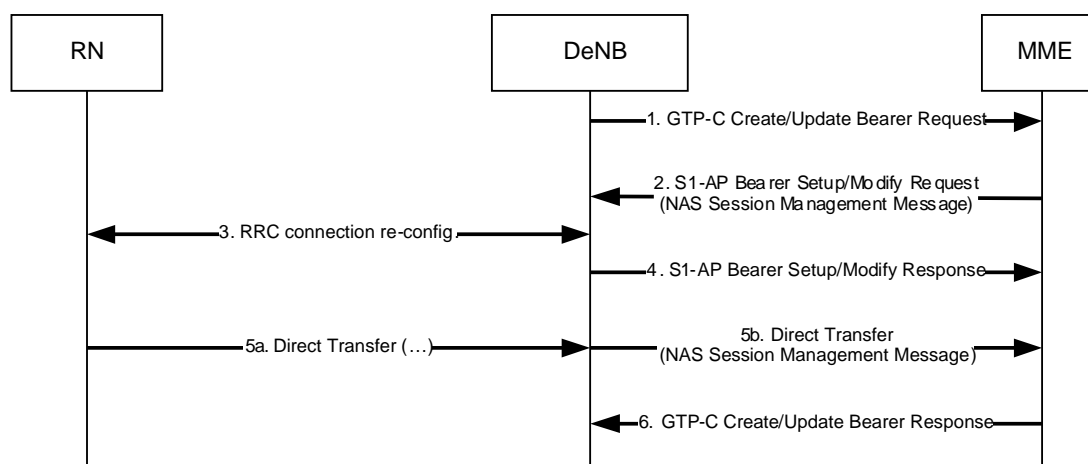 RN
DeNB
MME
1. GTP-C Create/Update Bearer Request
2. S1-AP Bearer Setup/Modify Request
(NAS Session Management Message)
3. RRC connection re-config.
4. S1-AP Bearer Setup/Modify Response
5a. Direct Transfer (…)
5b. Direct Transfer
(NAS Session Management Message)
6. GTP-C Create/Update Bearer Response